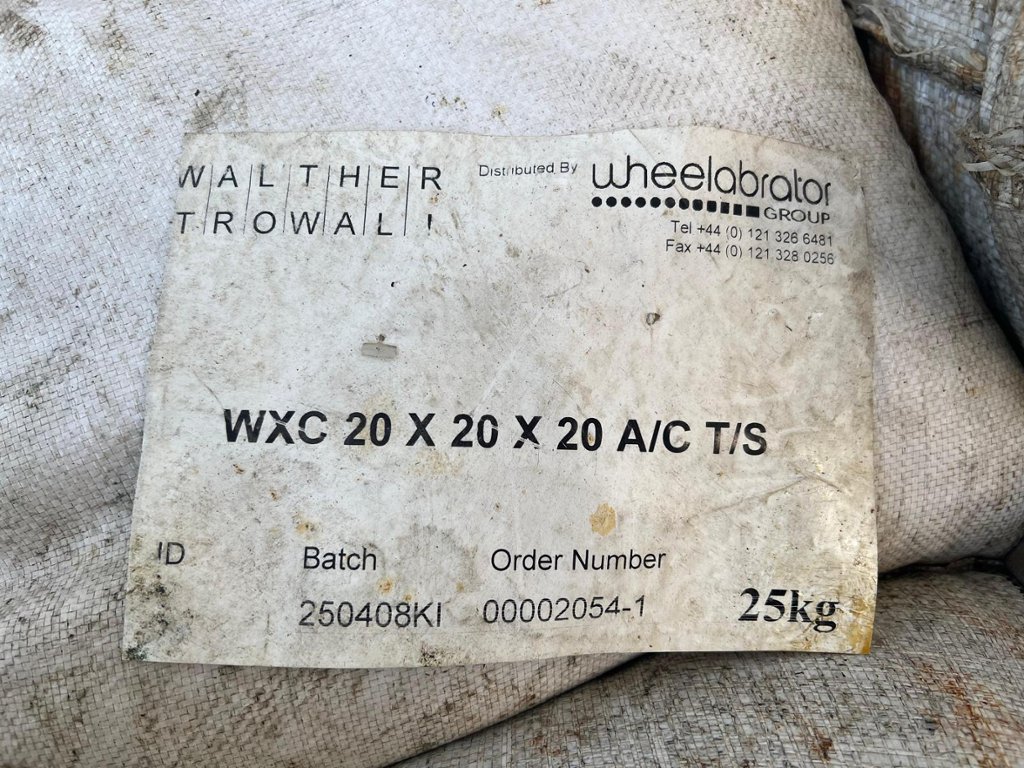 WALTHER
TROWAL
Distributed By
wheelabrator
GROUP
Tel +44 (0) 121 326 6481
Fax +44 (0) 121 328 0256
WXC 20 X 20 X 20 A/C T/S
ID Batch Order Number
250408KI 00002054-1 25kg